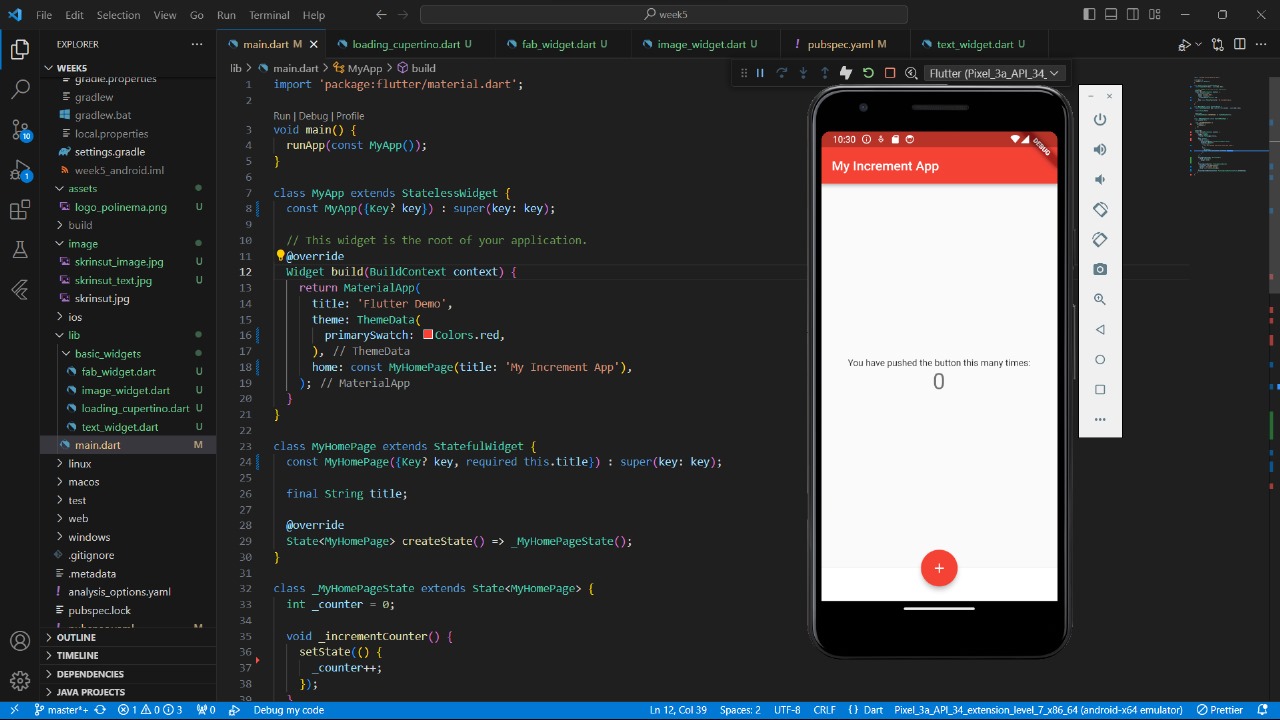 File Edit Selection View Go Run Terminal Help
week5
EXPLORER
main.dart M
loading_cupertino.dart U
fab_widget.dart U
image_widget.dart U
pubspec.yaml M
text_widget.dart U
WEEK5
gradle.properties
gradlew
gradlew.bat
local.properties
settings.gradle
week5_android.iml
assets
logo_polinema.png U
build
image
skrinsut_image.jpg U
skrinsut_text.jpg U
skrinsut.jpg
ios
lib
basic_widgets
fab_widget.dart U
image_widget.dart U
loading_cupertino.dart U
text_widget.dart U
main.dart M
linux
macos
test
web
windows
.gitignore
.metadata
analysis_options.yaml
pubspec.lock
pubspec.yaml M
OUTLINE
TIMELINE
DEPENDENCIES
JAVA PROJECTS
10
1
lib > main.dart > MyApp > build
1 import 'package:flutter/material.dart';
2
Run | Debug | Profile
3 void main() {
4 runApp(const MyApp());
5 }
6
7 class MyApp extends StatelessWidget {
8 const MyApp({Key? key}) : super(key: key);
9
10 // This widget is the root of your application.
11 @override
12 Widget build(BuildContext context) {
13 return MaterialApp(
14 title: 'Flutter Demo',
15 theme: ThemeData(
16 primarySwatch: Colors.red,
17 ), // ThemeData
18 home: const MyHomePage(title: 'My Increment App'),
19 ); // MaterialApp
20 }
21 }
22
23 class MyHomePage extends StatefulWidget {
24 const MyHomePage({Key? key, required this.title}) : super(key: key);
25
26 final String title;
27
28 @override
29 State<MyHomePage> createState() => _MyHomePageState();
30 }
31
32 class _MyHomePageState extends State<MyHomePage> {
33 int _counter = 0;
34
35 void _incrementCounter() {
36 setState(() {
37 _counter++;
38 });
39 }
Flutter (Pixel_3a_API_34_
10:30
DEBUG
My Increment App
You have pushed the button this many times:
0
+
master*+ 1 0 3 0 Debug my code
Ln 12, Col 39 Spaces: 2 UTF-8 CRLF {} Dart Pixel_3a_API_34_extension_level_7_x86_64 (android-x64 emulator) Prettier